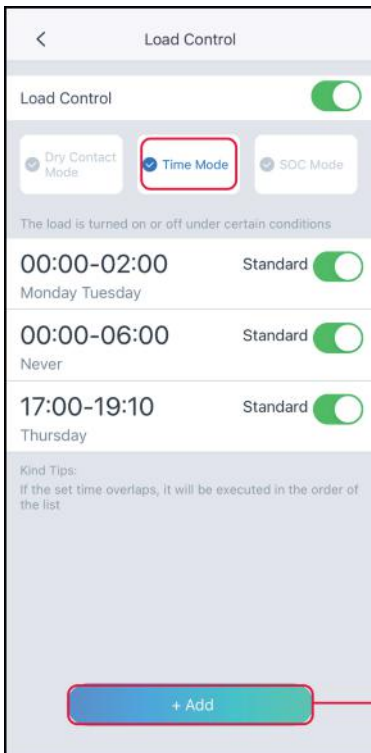 Load Control
Load Control
Dry Contact
Mode
Time Mode
SOC Mode
The load is turned on or off under certain conditions
00:00-02:00
Standard
Monday Tuesday
00:00-06:00
Standard
Never
17:00-19:10
Standard
Thursday
Kind Tips:
If the set time overlaps, it will be executed in the order of
the list
+ Add